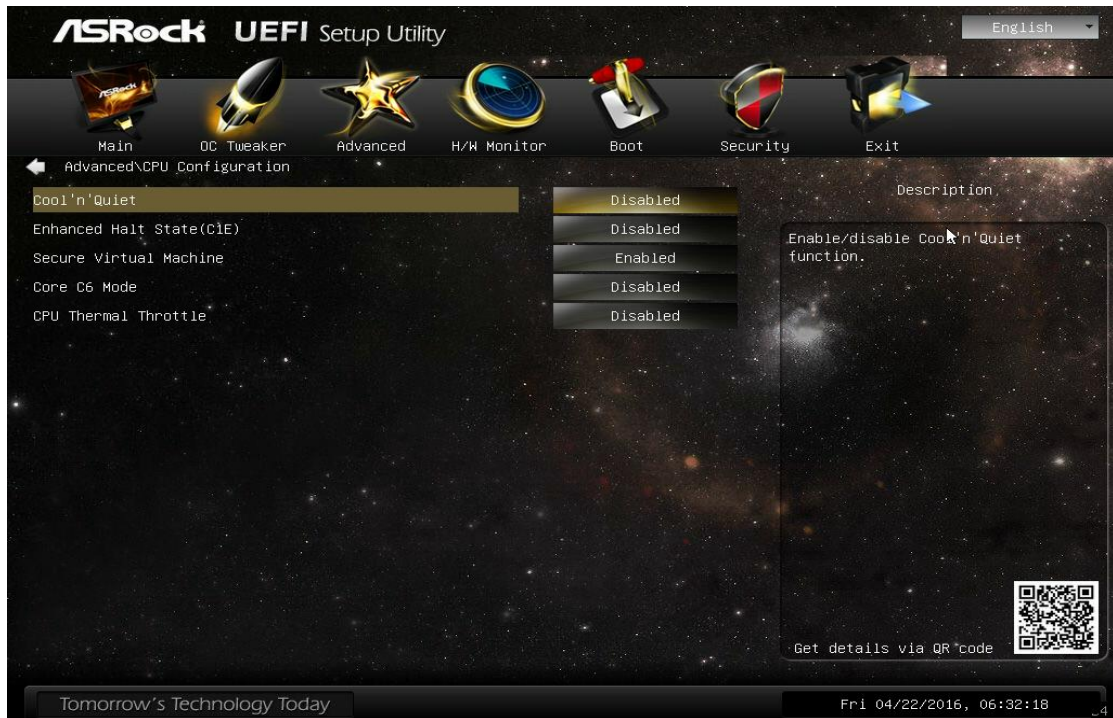 ASRock UEFI Setup Utility
English
ASRock
Main
OC Tweaker
Advanced
H/W Monitor
Boot
Security
Exit
Advanced\CPU Configuration
Cool'n'Quiet
Disabled
Enhanced Halt State(C1E)
Disabled
Secure Virtual Machine
Enabled
Core C6 Mode
Disabled
CPU Thermal Throttle
Disabled
Description
Enable/disable Cool'n'Quiet
function.
Get details via QR code
Tomorrow's Technology Today
Fri 04/22/2016, 06:32:18
4